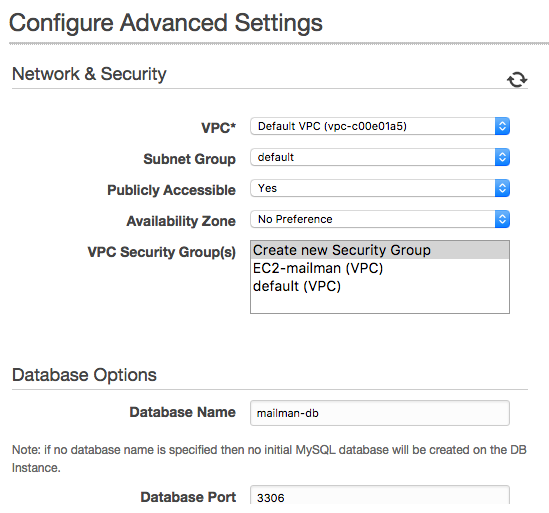 Configure Advanced Settings
Network & Security
VPC* Default VPC (vpc-c00e01a5)
Subnet Group default
Publicly Accessible Yes
Availability Zone No Preference
VPC Security Group(s) Create new Security Group
EC2-mailman (VPC)
default (VPC)
Database Options
Database Name mailman-db
Note: if no database name is specified then no initial MySQL database will be created on the DB
Instance.
Database Port 3306